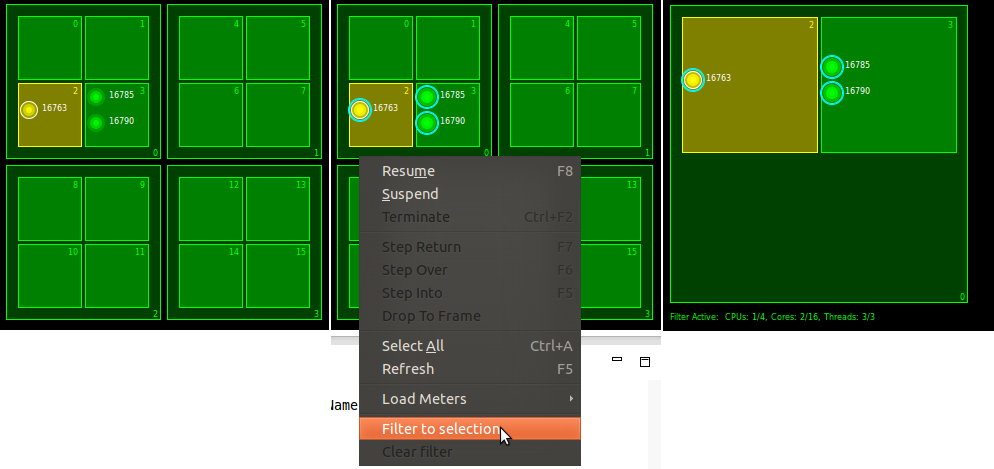 0 1 4 5
2 16763 16785 3 6 7
16790
0 1
8 9 12 13
10 11 14 15
2 3
0 1 4 5
2 16763 16785 3 6 7
16790
0 1
13
15
3
Resume F8
Suspend
Terminate Ctrl+F2
Step Return F7
Step Over F6
Step Into F5
Drop To Frame
Select All Ctrl+A
Refresh F5
Load Meters
Filter to selection
Clear filter
Name
2 3
16763 16785
16790
0
Filter Active: CPUs: 1/4, Cores: 2/16, Threads: 3/3